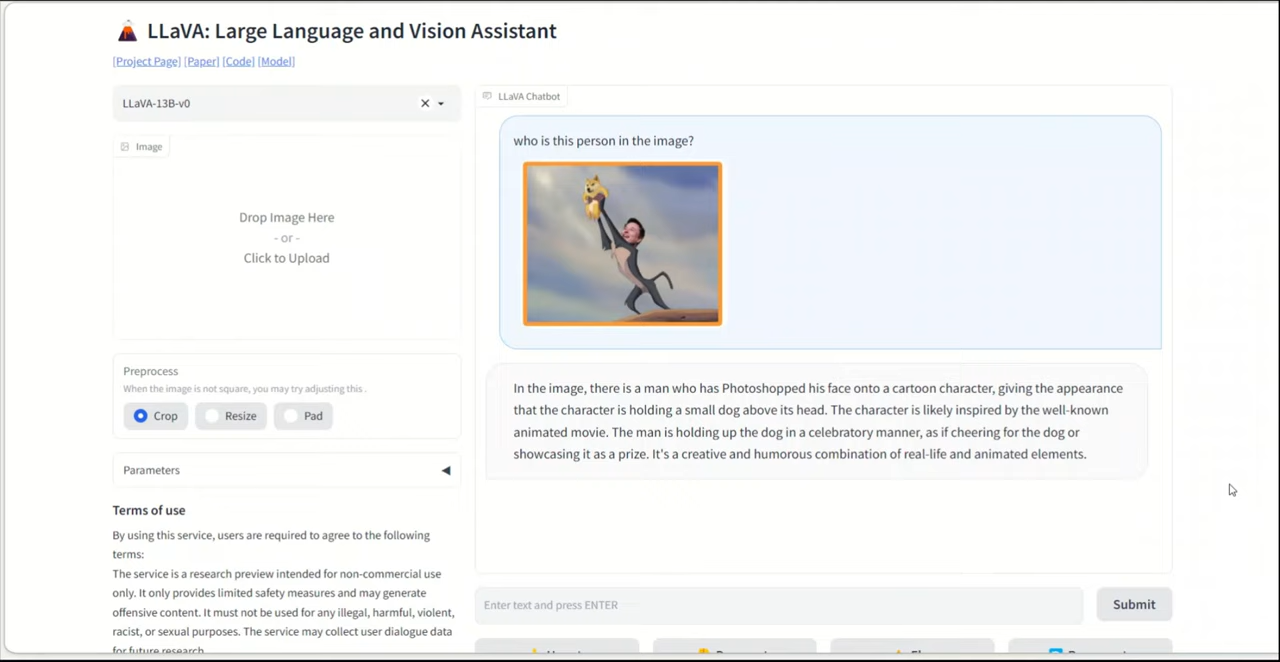 LLaVA: Large Language and Vision Assistant
[Project Page] [Paper] [Code] [Model]
LLaVA-13B-v0
Image
Drop Image Here
- or -
Click to Upload
Preprocess
When the image is not square, you may try adjusting this .
Crop Resize Pad
Parameters
Terms of use
By using this service, users are required to agree to the following
terms:
The service is a research preview intended for non-commercial use
only. It only provides limited safety measures and may generate
offensive content. It must not be used for any illegal, harmful, violent,
racist, or sexual purposes. The service may collect user dialogue data
for future research.
LLaVA Chatbot
who is this person in the image?
In the image, there is a man who has Photoshopped his face onto a cartoon character, giving the appearance
that the character is holding a small dog above its head. The character is likely inspired by the well-known
animated movie. The man is holding up the dog in a celebratory manner, as if cheering for the dog or
showcasing it as a prize. It's a creative and humorous combination of real-life and animated elements.
Enter text and press ENTER
Submit